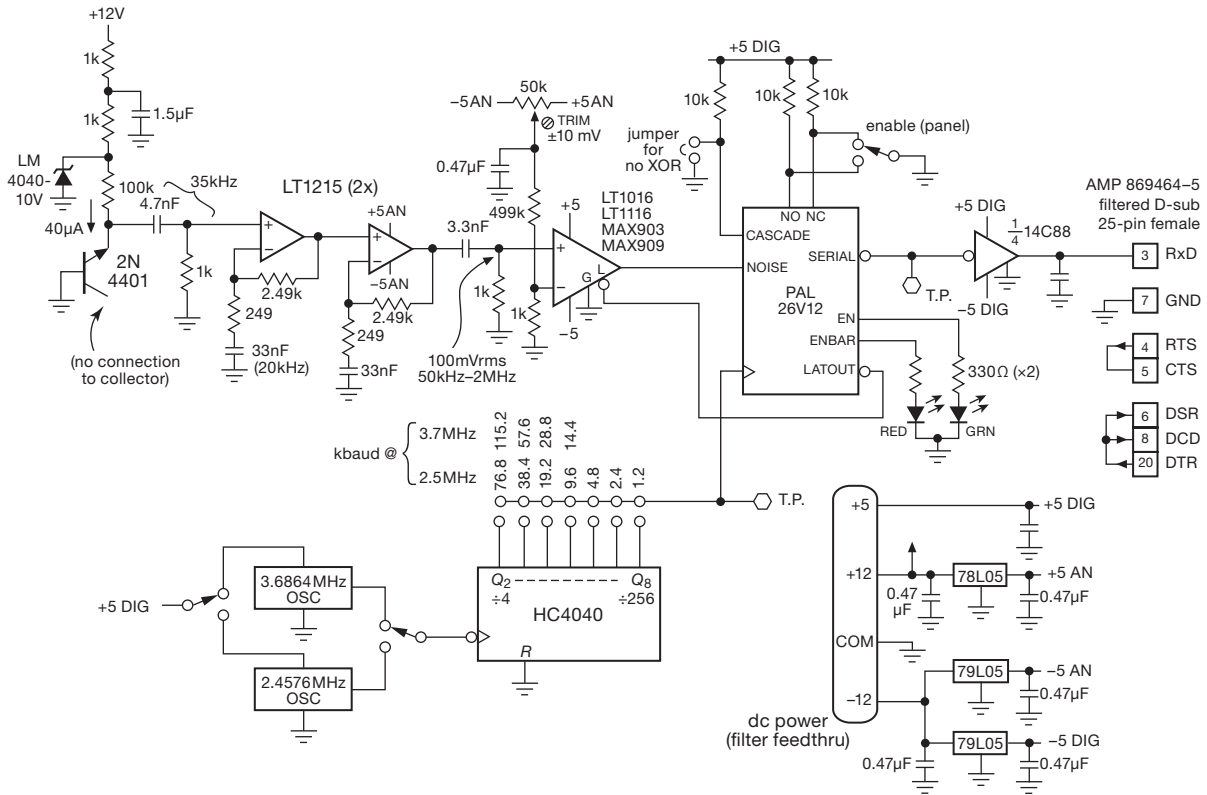 +12V
1k
1k
1.5µF
LM
4040-
10V
100k
4.7nF
35kHz
40µA
2N
4401
(no connection
to collector)
1k
LT1215 (2x)
+
−
2.49k
249
33nF
(20kHz)
+5AN
+
−
−5AN
2.49k
249
33nF
3.3nF
1k
100mVrms
50kHz–2MHz
−5AN
50k
+5AN
TRIM
±10 mV
0.47µF
499k
1k
LT1016
LT1116
MAX903
MAX909
+5
+
−
G
L
−5
+5 DIG
10k
10k
10k
jumper
for
no XOR
enable (panel)
NO NC
CASCADE
NOISE
SERIAL
PAL
26V12
EN
ENBAR
LATOUT
T.P.
+5 DIG
1/4 14C88
−5 DIG
330Ω (×2)
RED
GRN
AMP 869464–5
filtered D-sub
25-pin female
3 RxD
7 GND
4 RTS
5 CTS
6 DSR
8 DCD
20 DTR
kbaud @
3.7MHz
115.2 57.6 28.8 14.4
2.5MHz
76.8 38.4 19.2 9.6 4.8 2.4 1.2
T.P.
+5 DIG
3.6864MHz
OSC
2.4576MHz
OSC
Q2
Q8
÷4
÷256
HC4040
R
+5
+5 DIG
+12
0.47
µF
78L05
+5 AN
0.47µF
COM
−12
79L05
−5 AN
0.47µF
0.47µF
79L05
−5 DIG
0.47µF
dc power
(filter feedthru)